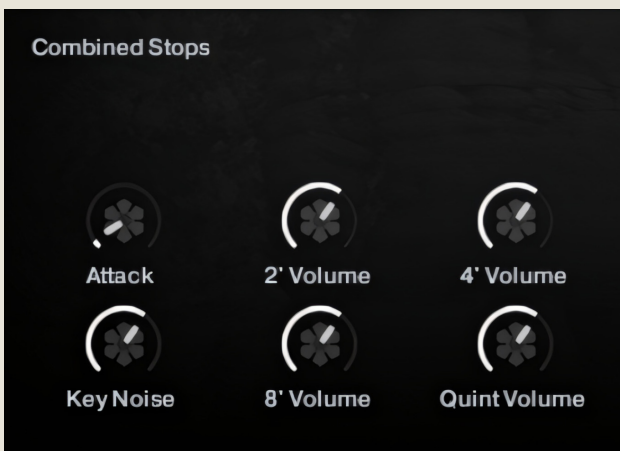 Combined Stops
Attack
2' Volume
4' Volume
Key Noise
8' Volume
Quint Volume